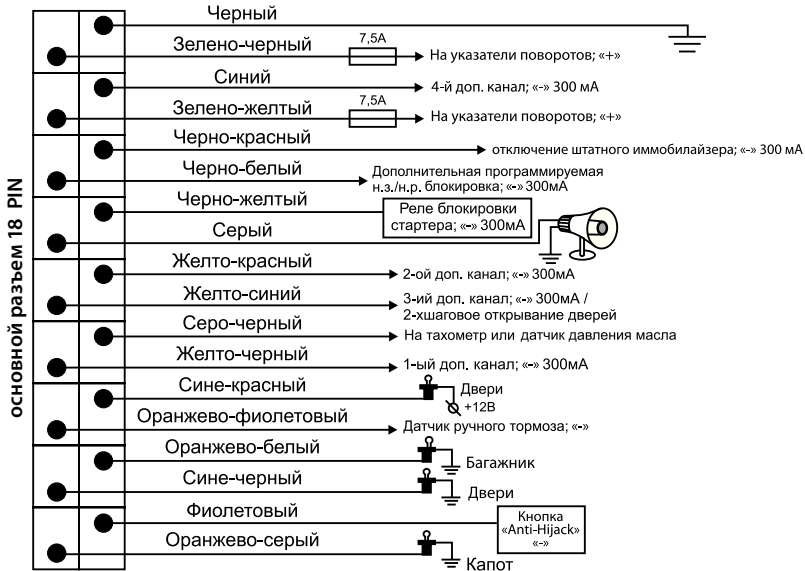 основной разъем 18 PIN
Черный
Зелено-черный
7,5А
На указатели поворотов; «+»
Синий
4-й доп. канал; «-» 300 мА
Зелено-желтый
7,5А
На указатели поворотов; «+»
Черно-красный
отключение штатного иммобилайзера; «-» 300 мА
Черно-белый
Дополнительная программируемая
н.з./н.р. блокировка; «-» 300мА
Черно-желтый
Реле блокировки
стартера; «-» 300мА
Серый
Желто-красный
2-ой доп. канал; «-» 300мА
Желто-синий
3-ий доп. канал; «-» 300мА /
2-хшаговое открывание дверей
Серо-черный
На тахометр или датчик давления масла
Желто-черный
1-ый доп. канал; «-» 300мА
Сине-красный
Двери
+12В
Оранжево-фиолетовый
Датчик ручного тормоза; «-»
Оранжево-белый
Багажник
Сине-черный
Двери
Фиолетовый
Кнопка
«Anti-Hijack»
«-»
Оранжево-серый
Капот